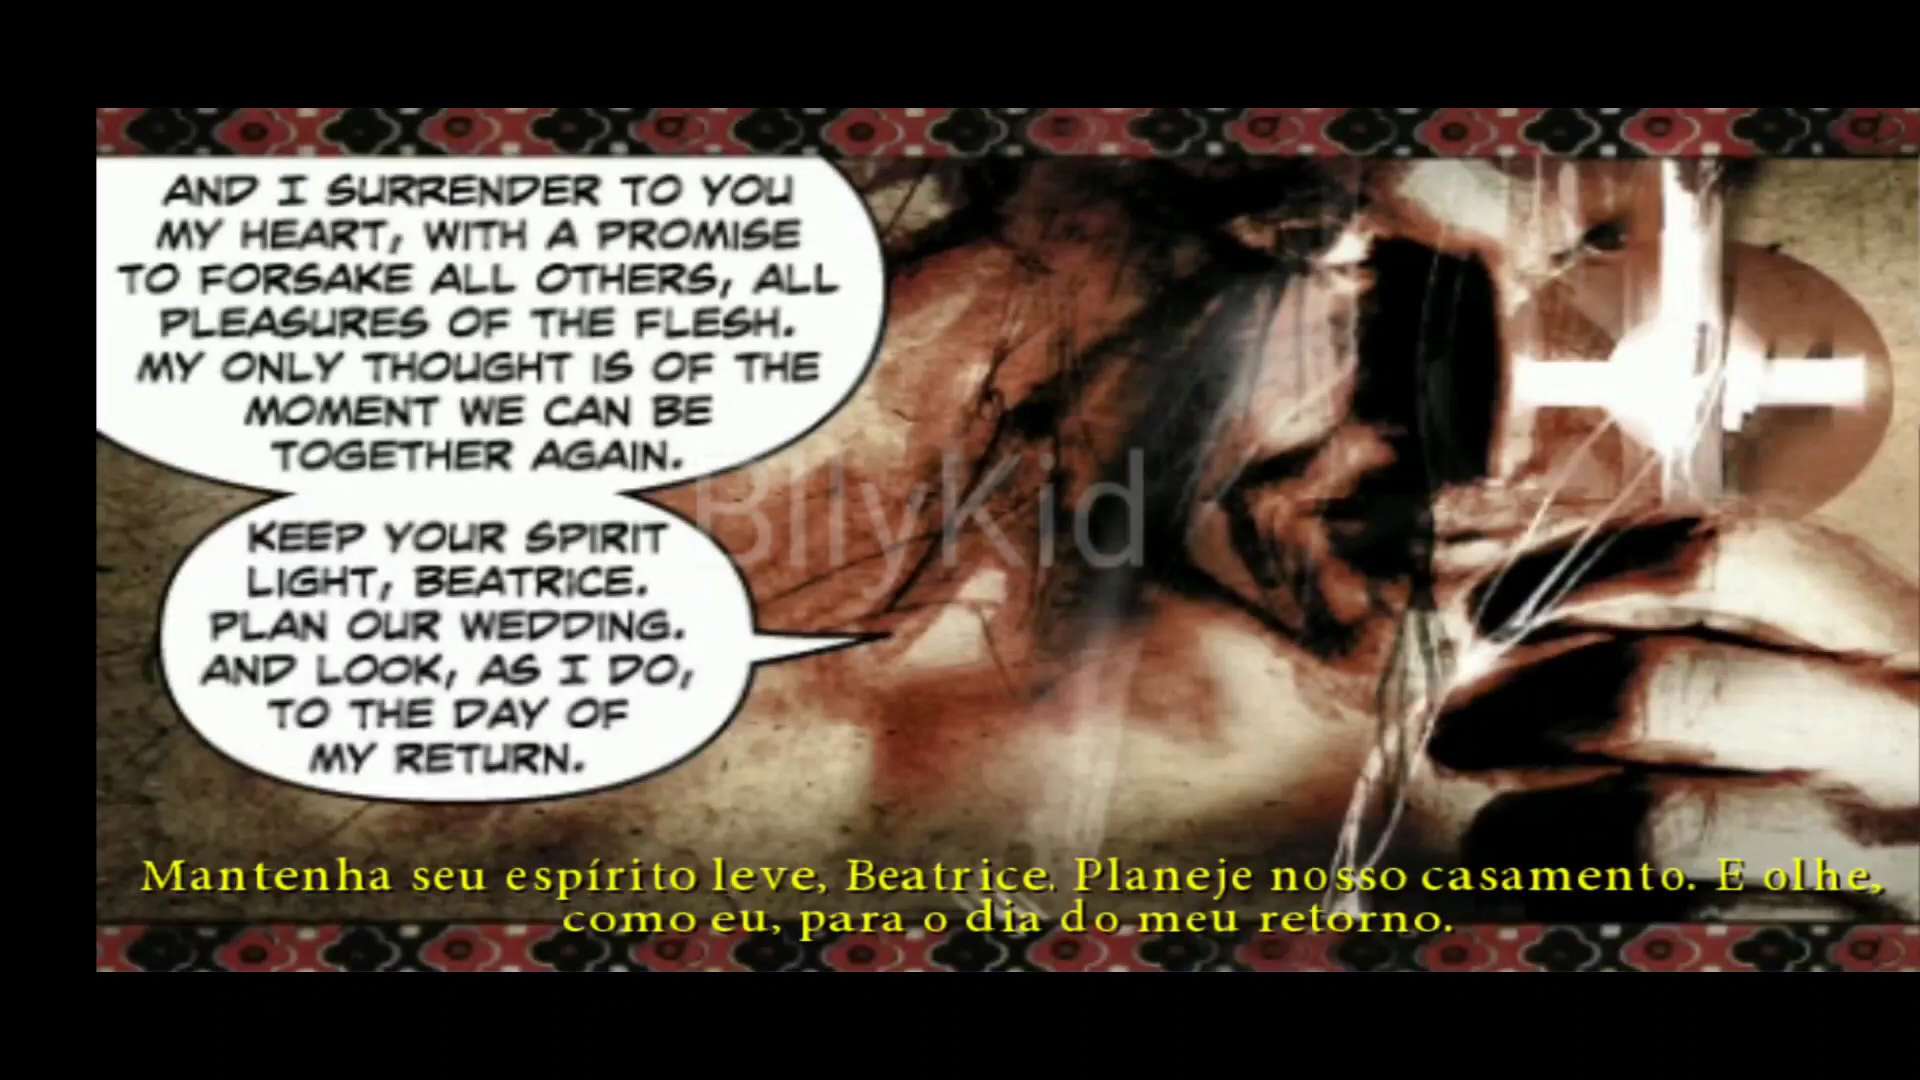 AND I SURRENDER TO YOU
MY HEART, WITH A PROMISE
TO FORSAKE ALL OTHERS, ALL
PLEASURES OF THE FLESH.
MY ONLY THOUGHT IS OF THE
MOMENT WE CAN BE
TOGETHER AGAIN.
KEEP YOUR SPIRIT
LIGHT, BEATRICE.
PLAN OUR WEDDING.
AND LOOK, AS I DO,
TO THE DAY OF
MY RETURN.
BllyKid
Mantenha seu espírito leve, Beatrice. Planeje nosso casamento. E olhe,
como eu, para o dia do meu retorno.